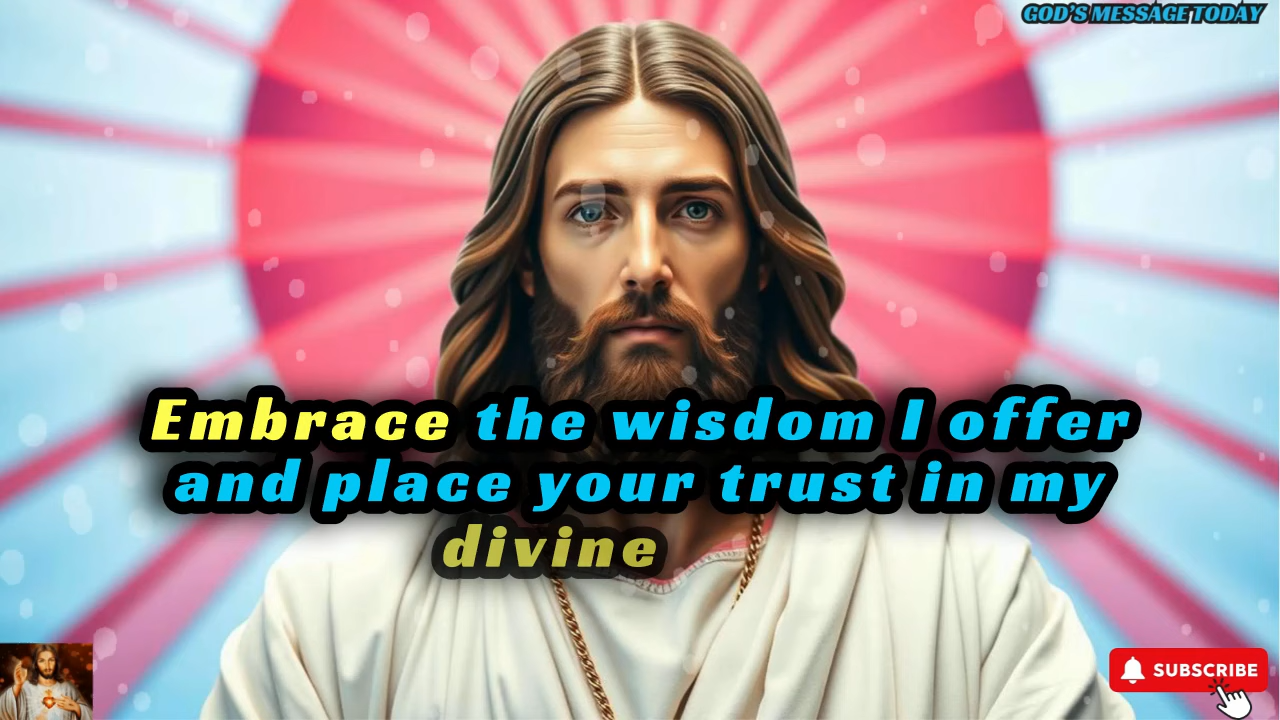 GOD'S MESSAGE TODAY
Embrace the wisdom I offer
and place your trust in my
divine
SUBSCRIBE